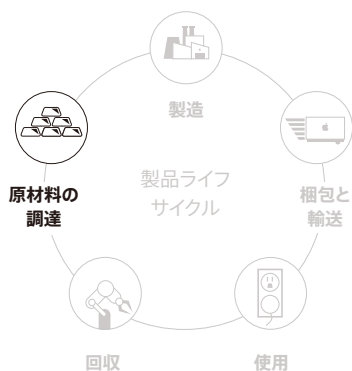 製造
原材料の
調達
製品ライフ
サイクル
梱包と
輸送
回収
使用